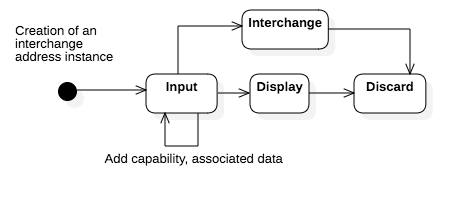 Creation of an
interchange
address instance
Interchange
Input
Display
Discard
Add capability, associated data